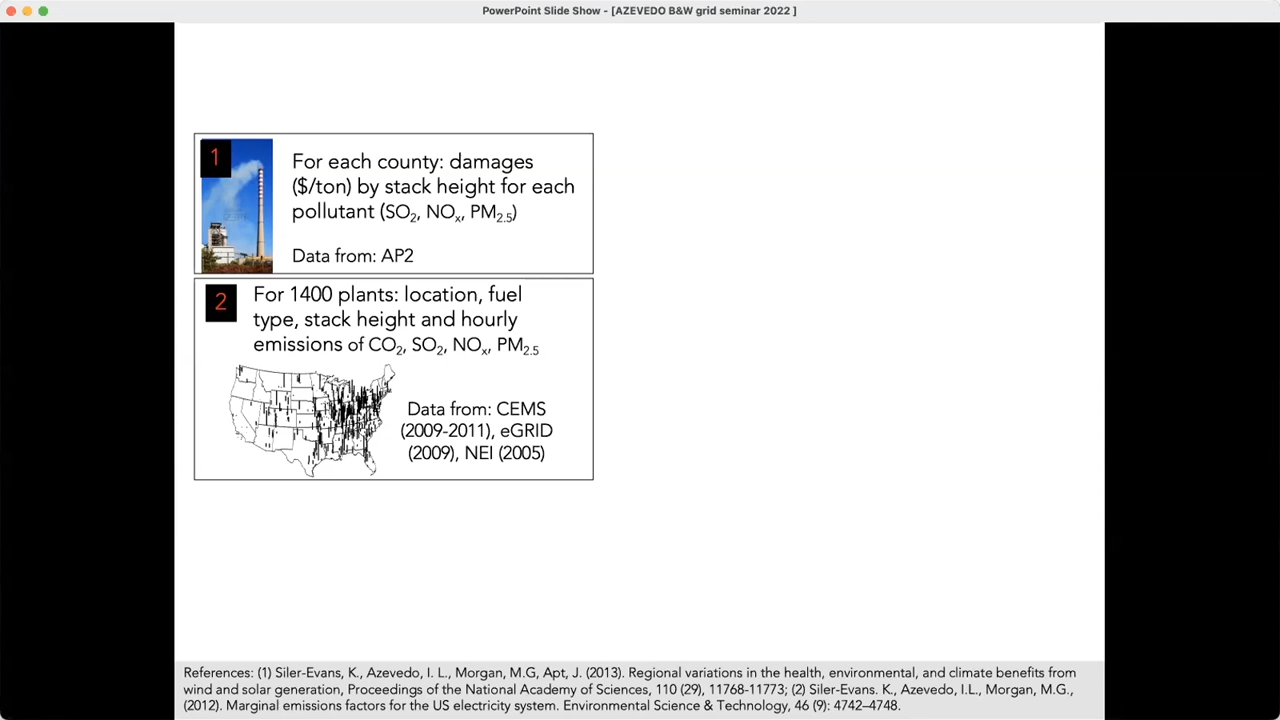 PowerPoint Slide Show - [AZEVEDO B&W grid seminar 2022 ]
1
For each county: damages
($/ton) by stack height for each
pollutant (SO₂, NOₓ, PM₂.₅)
Data from: AP2
2
For 1400 plants: location, fuel
type, stack height and hourly
emissions of CO₂, SO₂, NOₓ, PM₂.₅
Data from: CEMS
(2009-2011), eGRID
(2009), NEI (2005)
References: (1) Siler-Evans, K., Azevedo, I. L., Morgan, M.G, Apt, J. (2013). Regional variations in the health, environmental, and climate benefits from
wind and solar generation, Proceedings of the National Academy of Sciences, 110 (29), 11768-11773; (2) Siler-Evans. K., Azevedo, I.L., Morgan, M.G.,
(2012). Marginal emissions factors for the US electricity system. Environmental Science & Technology, 46 (9): 4742–4748.